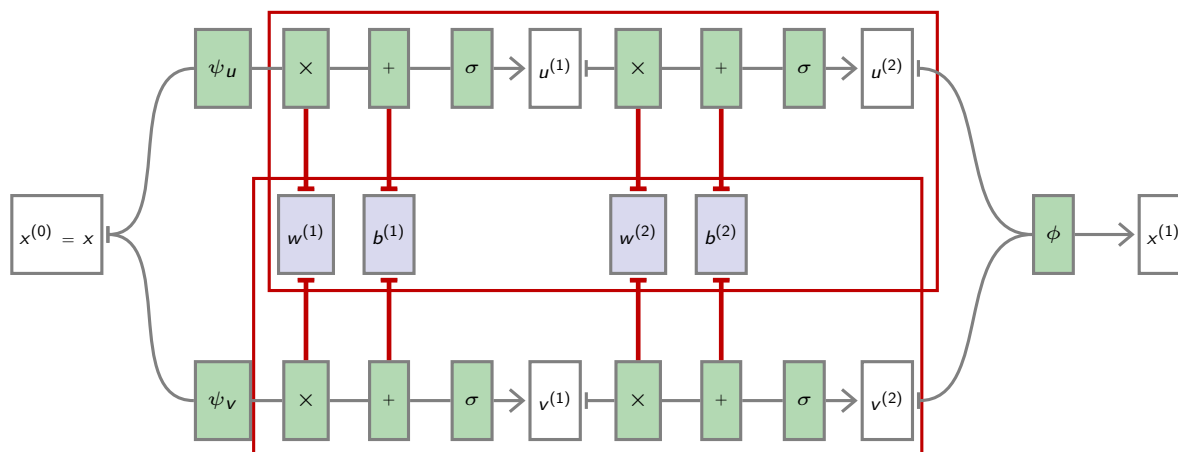 ψu × + σ u(1) × + σ u(2)
x(0) = x w(1) b(1) w(2) b(2) ϕ x(1)
ψv × + σ v(1) × + σ v(2)